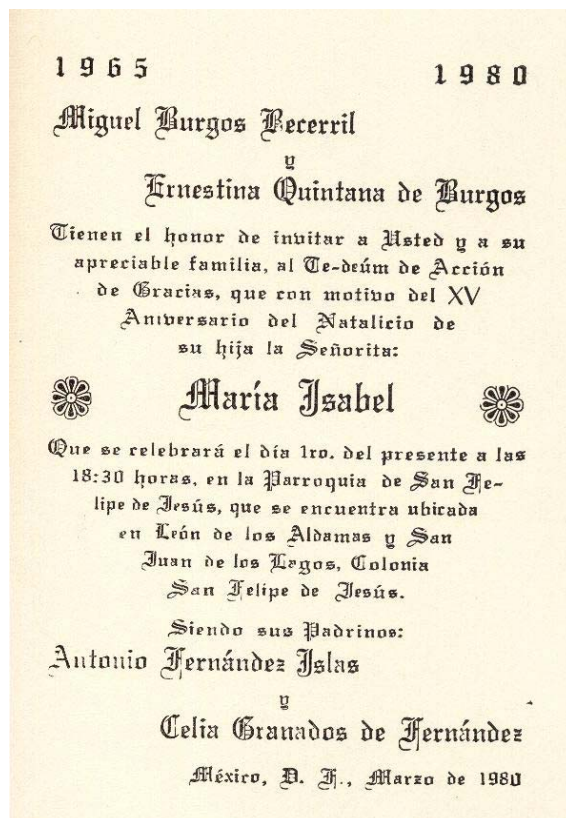 1965 1980
Miguel Burgos Becerril
y
Ernestina Quintana de Burgos
Tienen el honor de invitar a Usted y a su
apreciable familia, al Te-deúm de Acción
de Gracias, que con motivo del XV
Aniversario del Natalicio de
su hija la Señorita:
María Isabel
Que se celebrará el día 1ro. del presente a las
18:30 horas, en la Parroquia de San Fe-
lipe de Jesús, que se encuentra ubicada
en León de los Aldamas y San
Juan de los Lagos, Colonia
San Felipe de Jesús.
Siendo sus Padrinos:
Antonio Fernández Islas
y
Celia Granados de Fernández
México, D. F., Marzo de 1980